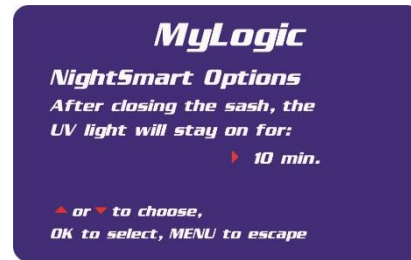 MyLogic
NightSmart Options
After closing the sash, the
UV light will stay on for:
10 min.
or to choose,
OK to select, MENU to escape